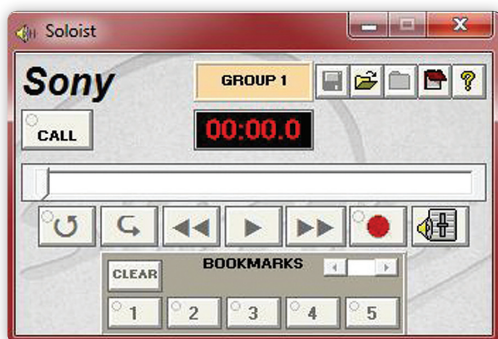 Soloist
Sony
GROUP 1
?
CALL
00:00.0
BOOKMARKS
CLEAR
1 2 3 4 5